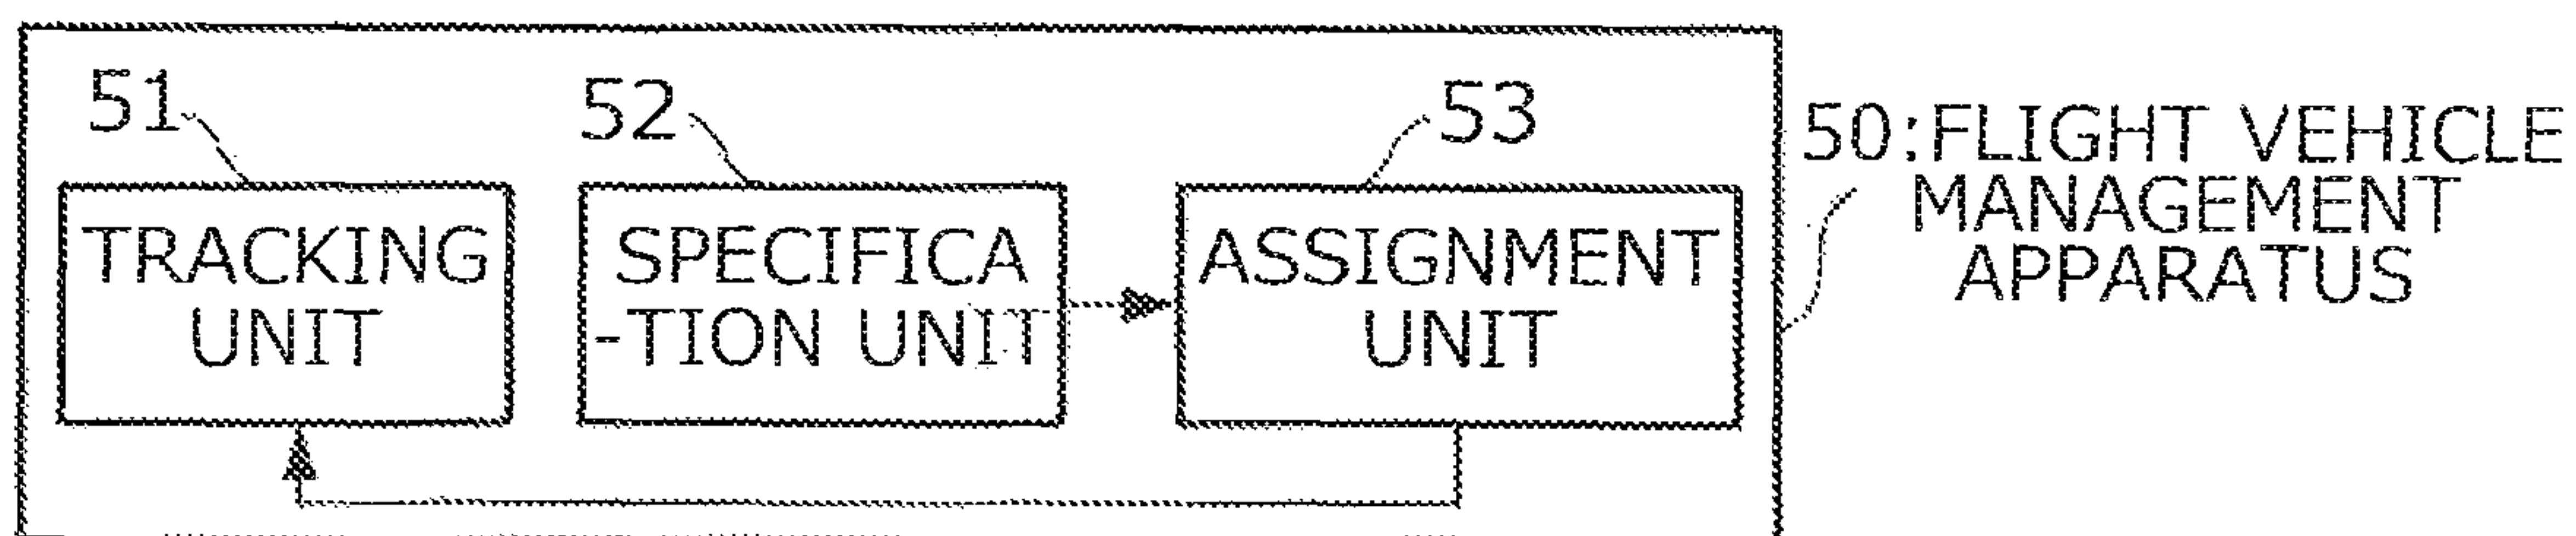 51
52
53
50:FLIGHT VEHICLE
MANAGEMENT
APPARATUS
TRACKING
UNIT
SPECIFICA
-TION UNIT
ASSIGNMENT
UNIT